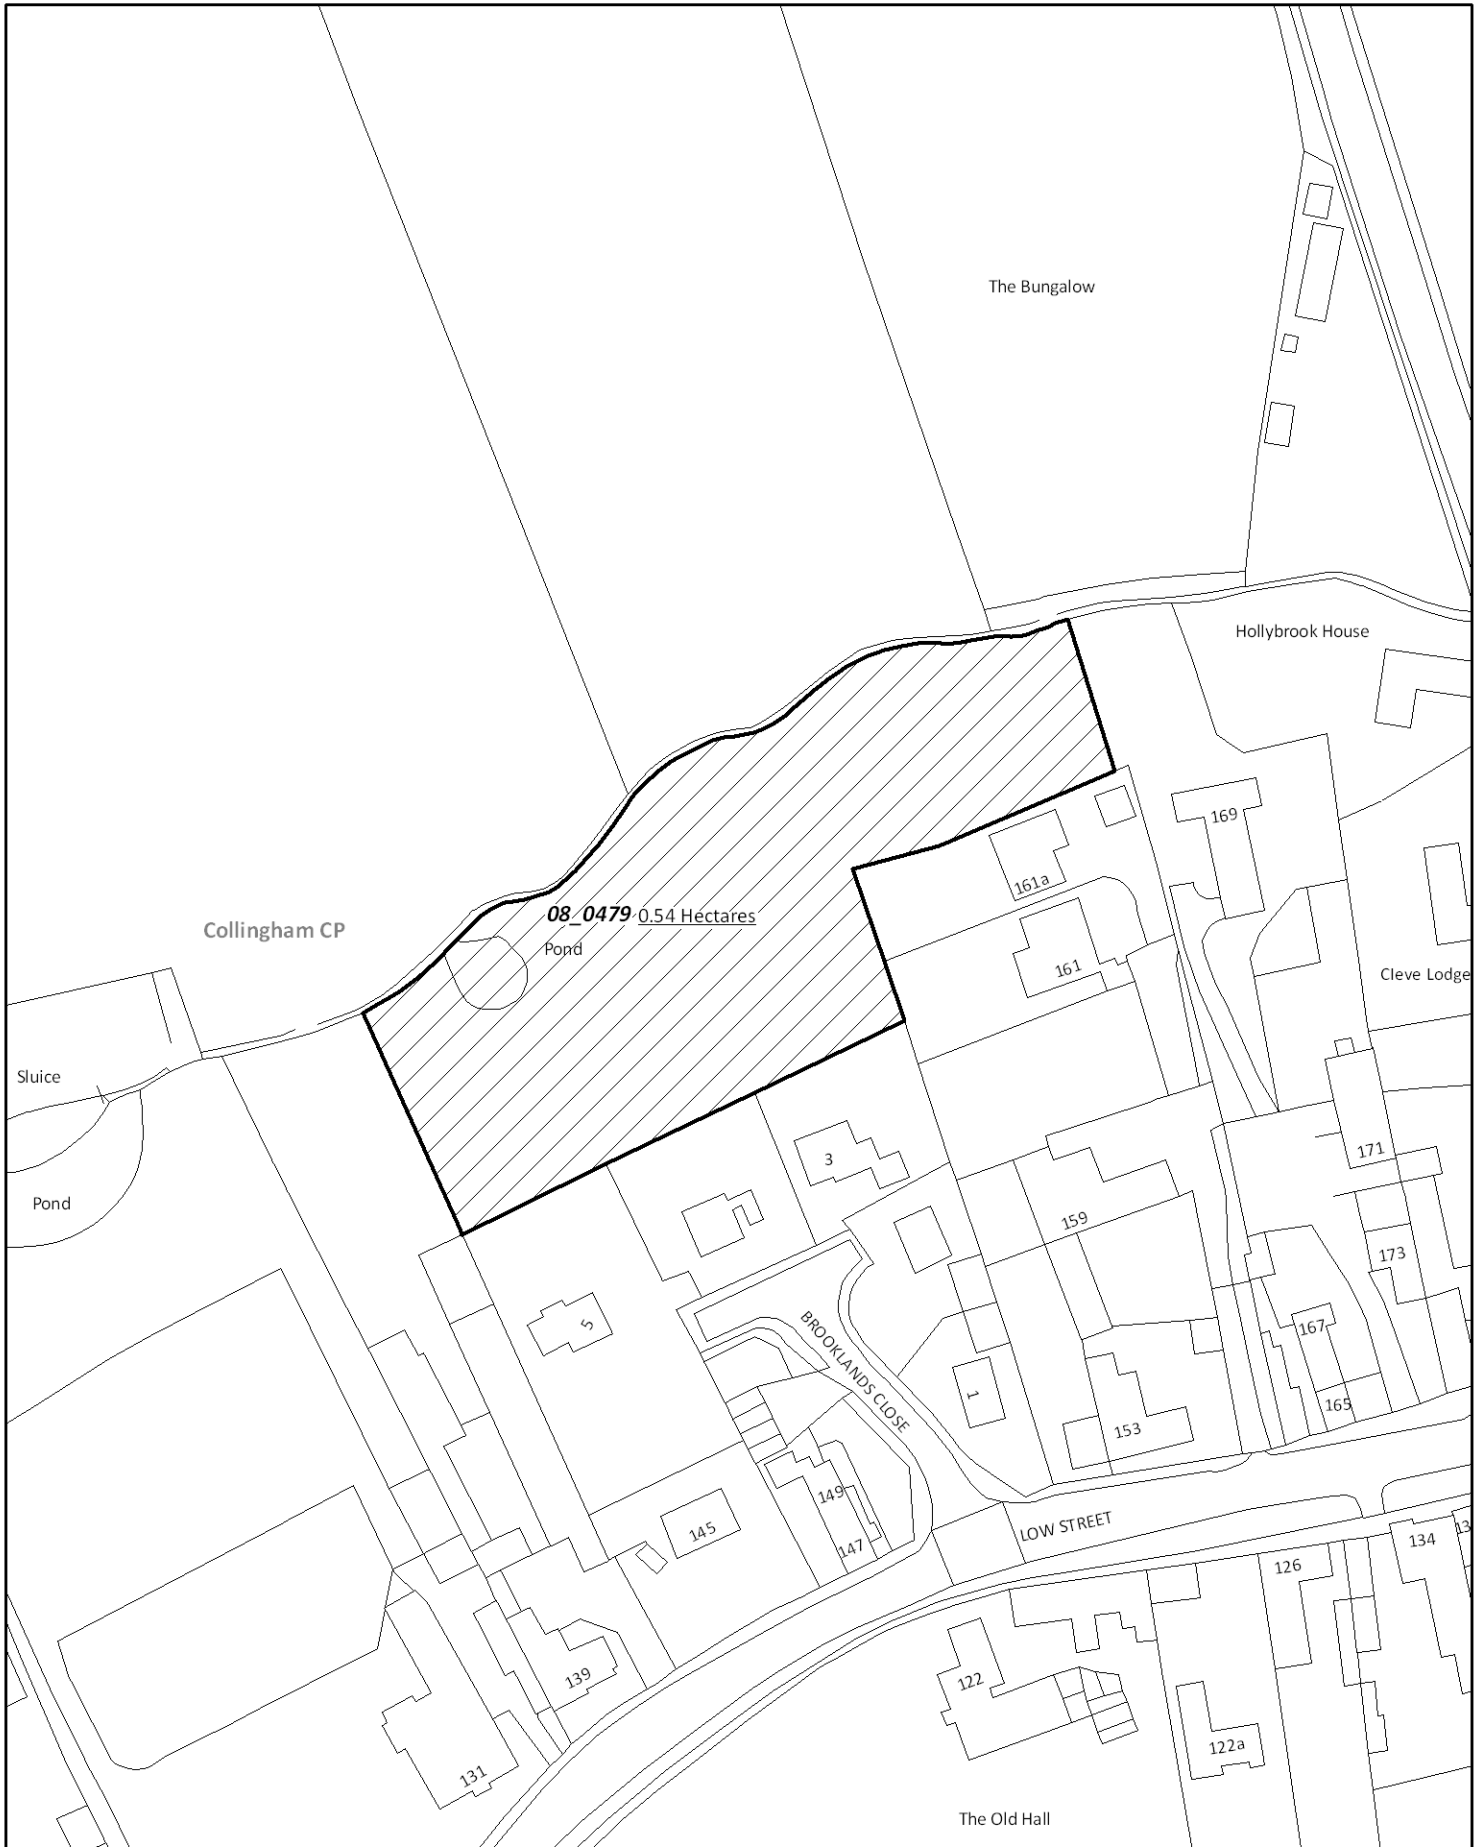 The Bungalow
Hollybrook House
169
161a
08_0479 0.54 Hectares
Collingham CP
Pond
161
Cleve Lodge
Sluice
171
3
Pond
159
173
5
BROOKLANDS CLOSE
167
1
165
153
149
145
147
LOW STREET
134
13
126
139
122
122a
131
The Old Hall